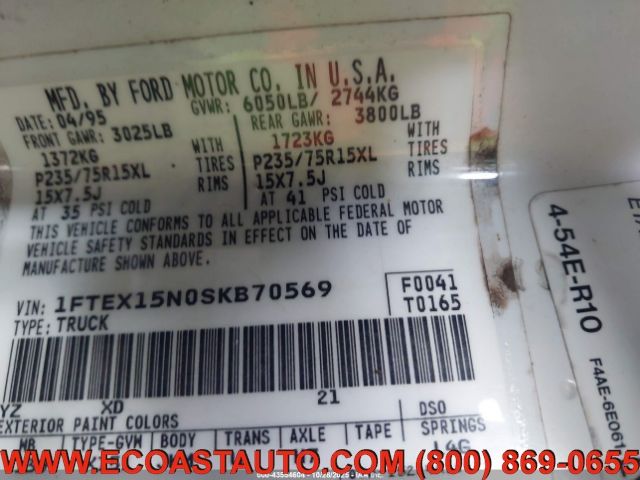 MFD. BY FORD MOTOR CO. IN U.S.A.
DATE: 04/95 GVWR: 6050LB/ 2744KG
FRONT GAWR: 3025LB REAR GAWR: 3800LB
1372KG WITH 1723KG WITH
P235/75R15XL TIRES P235/75R15XL TIRES
15X7.5J RIMS 15X7.5J RIMS
AT 35 PSI COLD AT 41 PSI COLD
THIS VEHICLE CONFORMS TO ALL APPLICABLE FEDERAL MOTOR
VEHICLE SAFETY STANDARDS IN EFFECT ON THE DATE OF
MANUFACTURE SHOWN ABOVE.
VIN: 1FTEX15N0SKB70569 F0041
TYPE: TRUCK T0165
YZ XD 21
EXTERIOR PAINT COLORS DSO
WB TYPE-GVW BODY TRANS AXLE TAPE SPRINGS
4-54E-R10
F4AE-6E061
WWW.ECOASTAUTO.COM (800) 869-0655